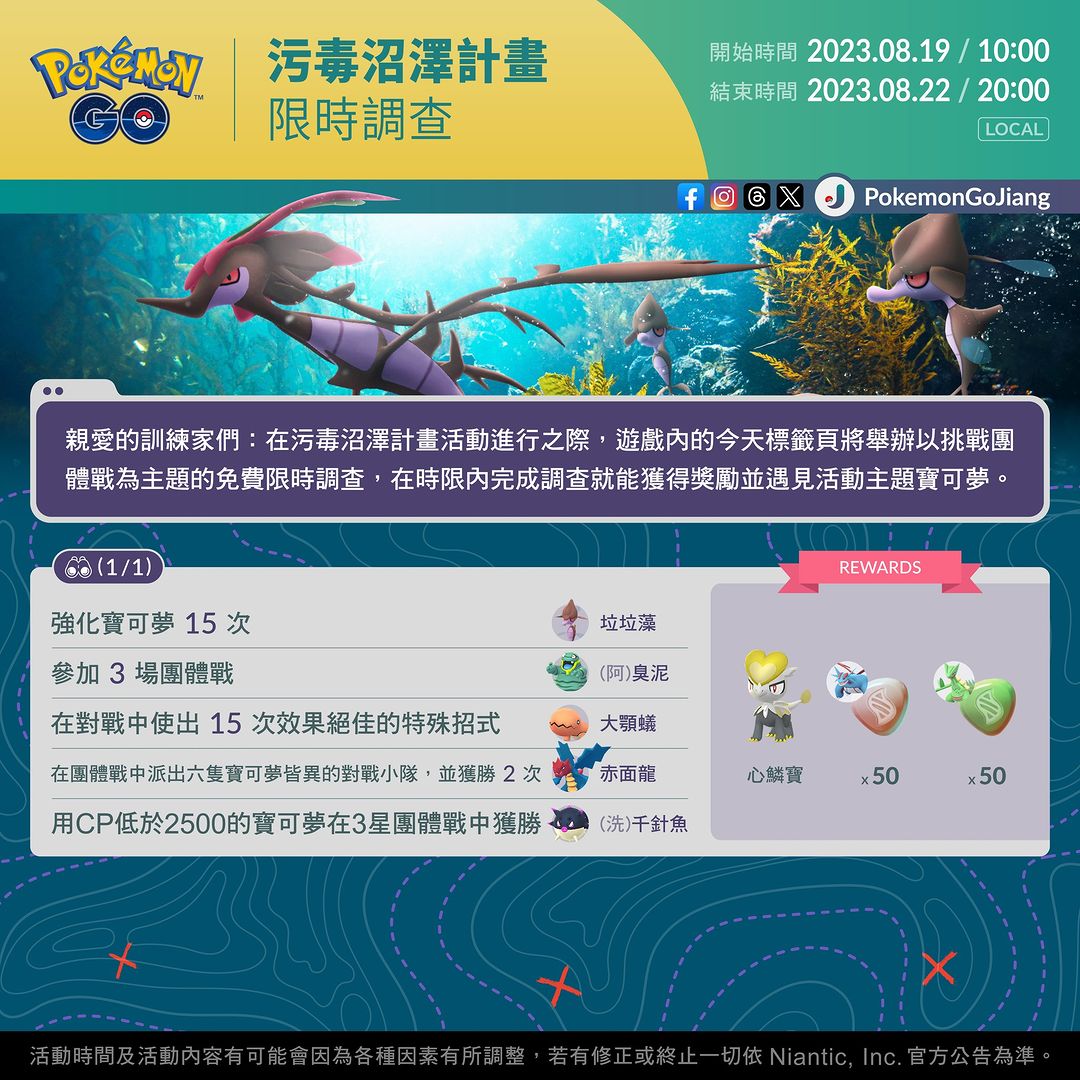 Pokémon GO
TM
污毒沼澤計畫
限時調查
開始時間 2023.08.19 / 10:00
結束時間 2023.08.22 / 20:00
LOCAL
PokemonGoJiang
親愛的訓練家們：在污毒沼澤計畫活動進行之際，遊戲內的今天標籤頁將舉辦以挑戰團
體戰為主題的免費限時調查，在時限內完成調查就能獲得獎勵並遇見活動主題寶可夢。
(1/1)
強化寶可夢 15 次
垃垃藻
參加 3 場團體戰
(阿)臭泥
在對戰中使出 15 次效果絕佳的特殊招式
大顎蟻
在團體戰中派出六隻寶可夢皆異的對戰小隊，並獲勝 2 次
赤面龍
用CP低於2500的寶可夢在3星團體戰中獲勝
(洗)千針魚
REWARDS
心鱗寶
x 50
x 50
活動時間及活動內容有可能會因為各種因素有所調整，若有修正或終止一切依 Niantic, Inc. 官方公告為準。